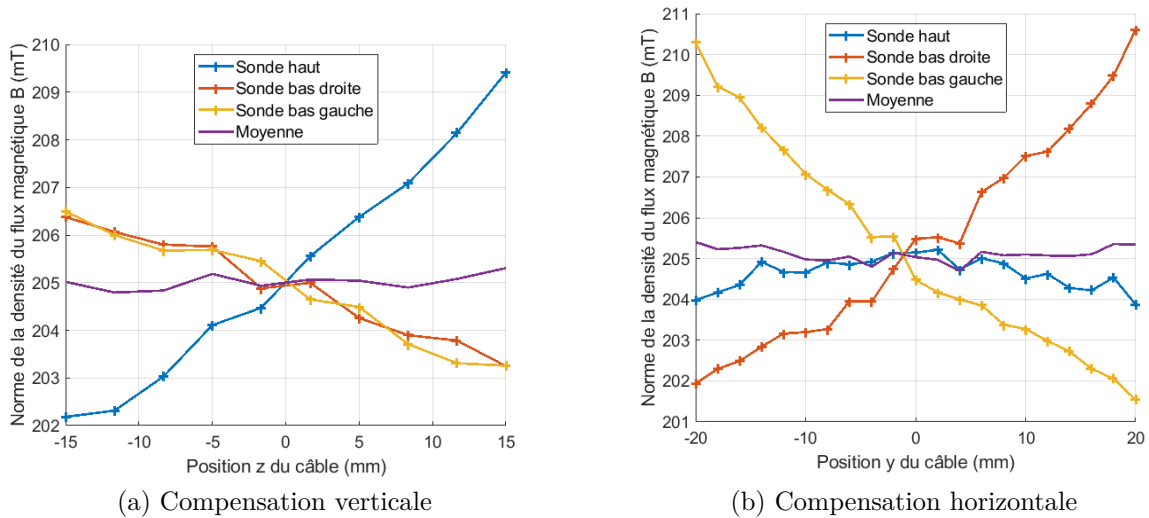 Norme de la densité du flux magnétique B (mT)
210
209
208
207
206
205
204
203
202
-15
-10
-5
0
5
10
15
Position z du câble (mm)
Sonde haut
Sonde bas droite
Sonde bas gauche
Moyenne
(a) Compensation verticale
Norme de la densité du flux magnétique B (mT)
211
210
209
208
207
206
205
204
203
202
201
-20
-10
0
10
20
Position y du câble (mm)
Sonde haut
Sonde bas droite
Sonde bas gauche
Moyenne
(b) Compensation horizontale